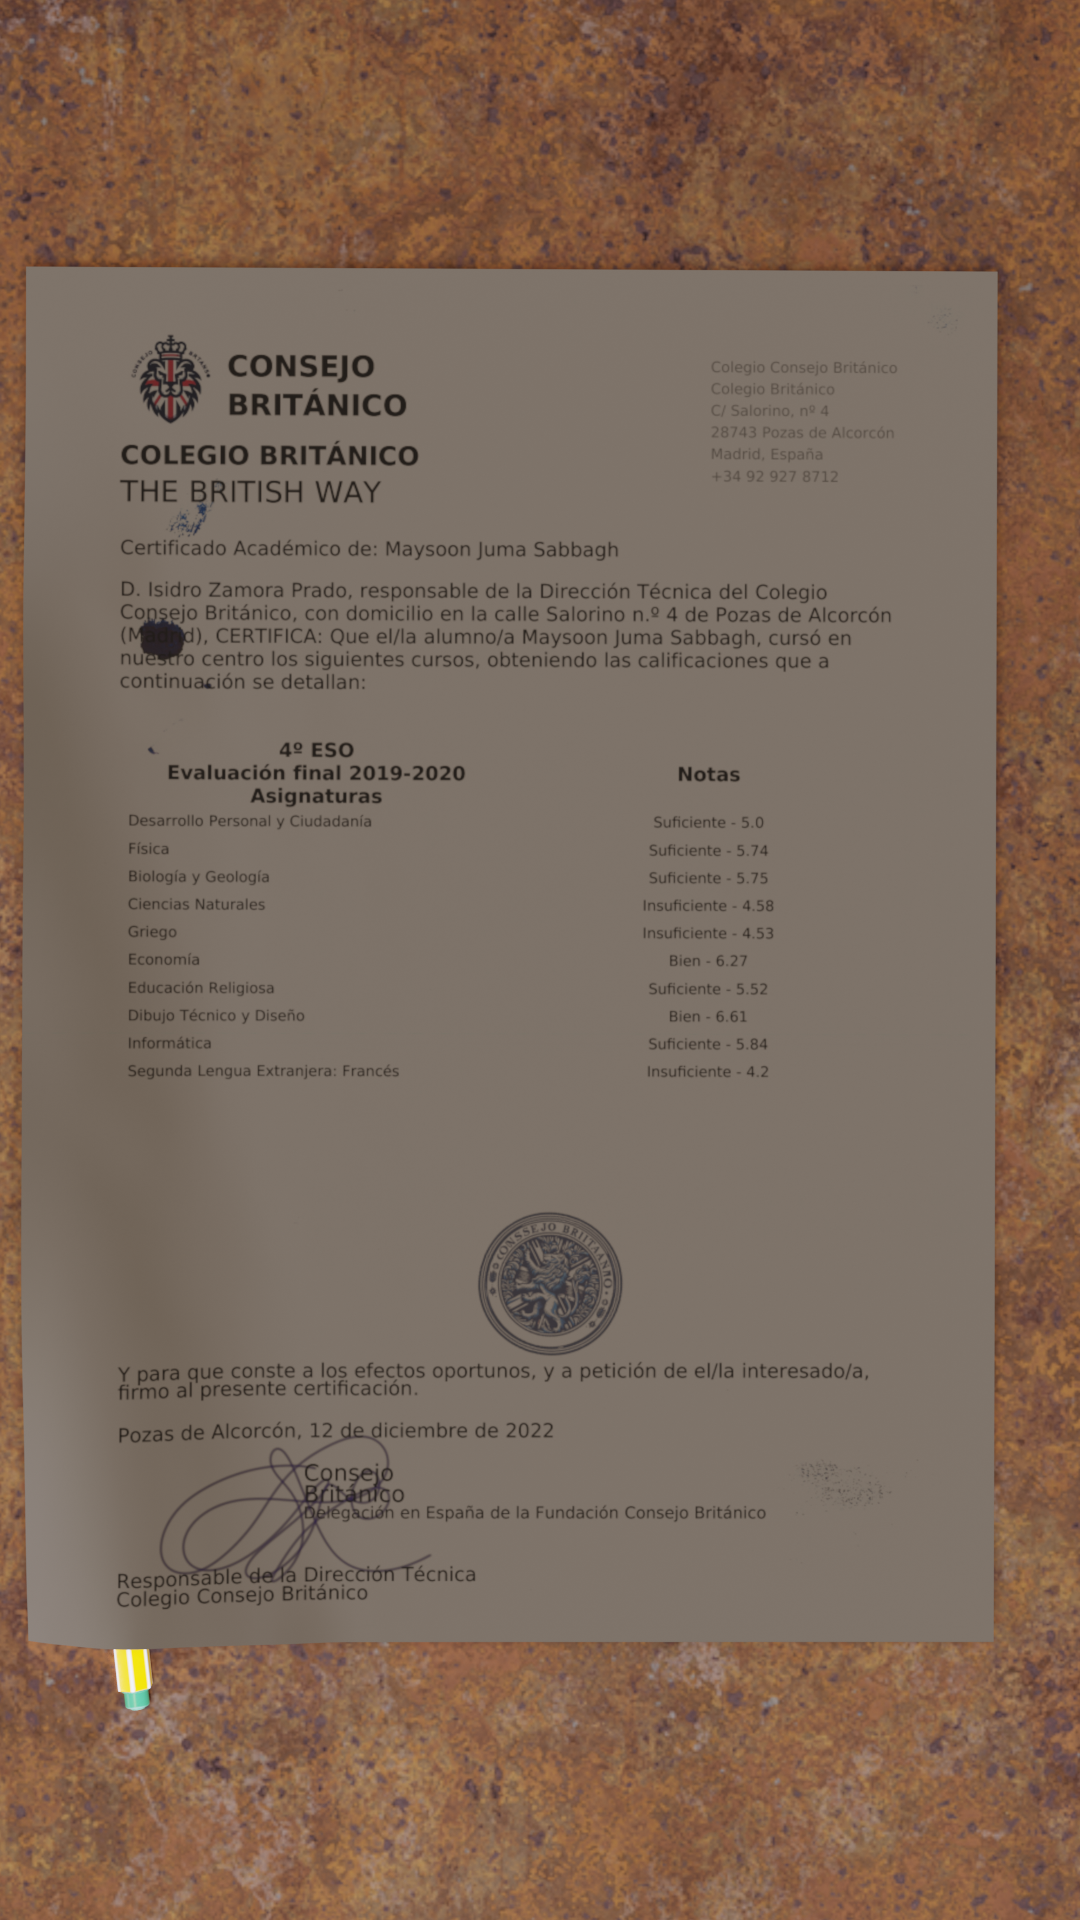 CONSEJO
BRITÁNICO
COLEGIO BRITÁNICO
THE BRITISH WAY
Colegio Consejo Británico
Colegio Británico
C/ Salorino, nº 4
28743 Pozas de Alcorcón
Madrid, España
+34 92 927 8712
Certificado Académico de: Maysoon Juma Sabbagh
D. Isidro Zamora Prado, responsable de la Dirección Técnica del Colegio
Consejo Británico, con domicilio en la calle Salorino n.º 4 de Pozas de Alcorcón
(Madrid), CERTIFICA: Que el/la alumno/a Maysoon Juma Sabbagh, cursó en
nuestro centro los siguientes cursos, obteniendo las calificaciones que a
continuación se detallan:
4º ESO
Evaluación final 2019-2020
Asignaturas
Notas
Desarrollo Personal y Ciudadanía Suficiente - 5.0
Física Suficiente - 5.74
Biología y Geología Suficiente - 5.75
Ciencias Naturales Insuficiente - 4.58
Griego Insuficiente - 4.53
Economía Bien - 6.27
Educación Religiosa Suficiente - 5.52
Dibujo Técnico y Diseño Bien - 6.61
Informática Suficiente - 5.84
Segunda Lengua Extranjera: Francés Insuficiente - 4.2
Y para que conste a los efectos oportunos, y a petición de el/la interesado/a,
firmo al presente certificación.
Pozas de Alcorcón, 12 de diciembre de 2022
Consejo
Británico
Delegación en España de la Fundación Consejo Británico
Responsable de la Dirección Técnica
Colegio Consejo Británico